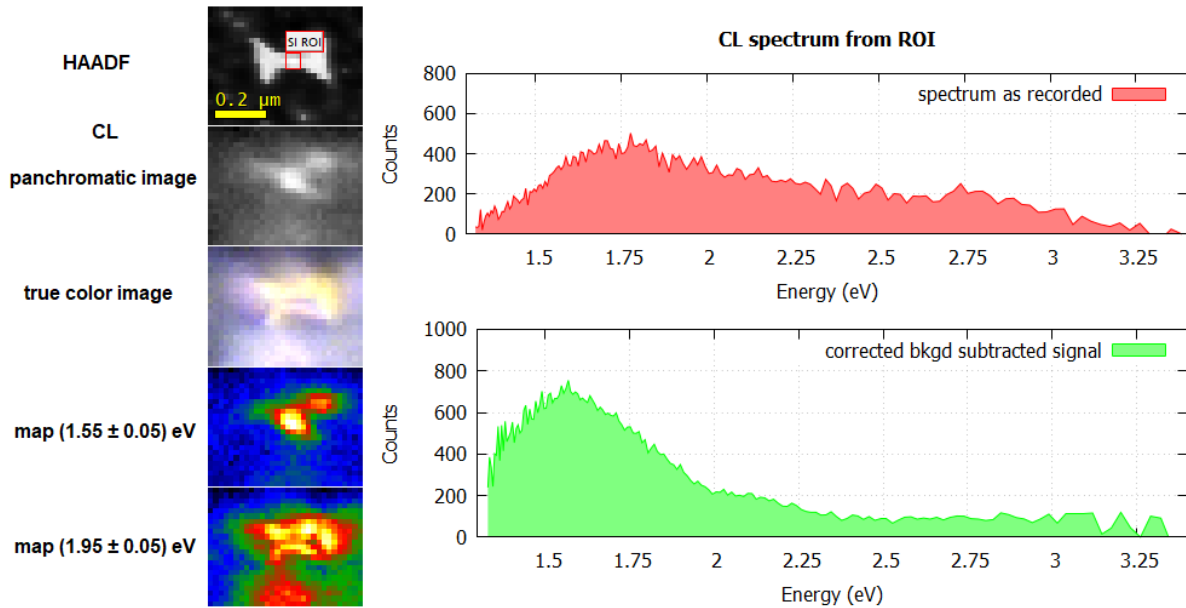 HAADF
SI ROI
0.2 µm
CL
panchromatic image
true color image
map (1.55 ± 0.05) eV
map (1.95 ± 0.05) eV
CL spectrum from ROI
spectrum as recorded
Counts
800
600
400
200
0
1.5 1.75 2 2.25 2.5 2.75 3 3.25
Energy (eV)
corrected bkgd subtracted signal
Counts
1000
800
600
400
200
0
1.5 1.75 2 2.25 2.5 2.75 3 3.25
Energy (eV)